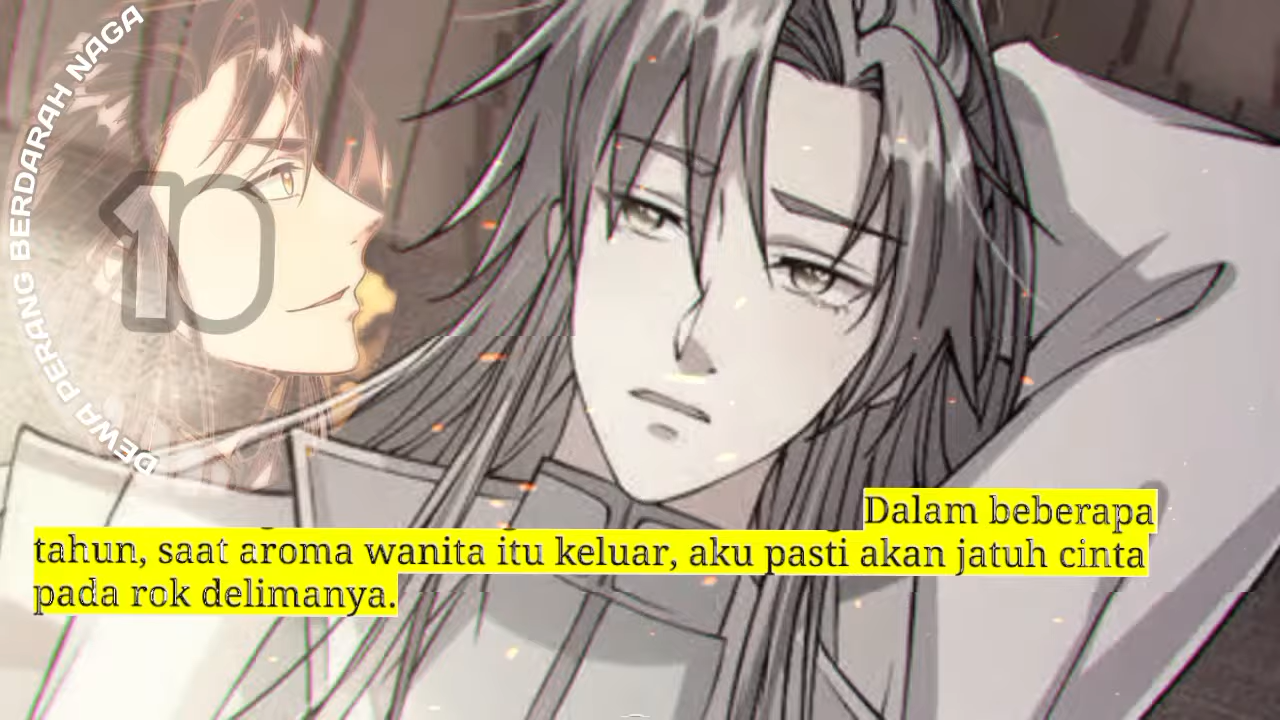 DEWA PERANG BERDARAH NAGA
10
Dalam beberapa
tahun, saat aroma wanita itu keluar, aku pasti akan jatuh cinta
pada rok delimanya.